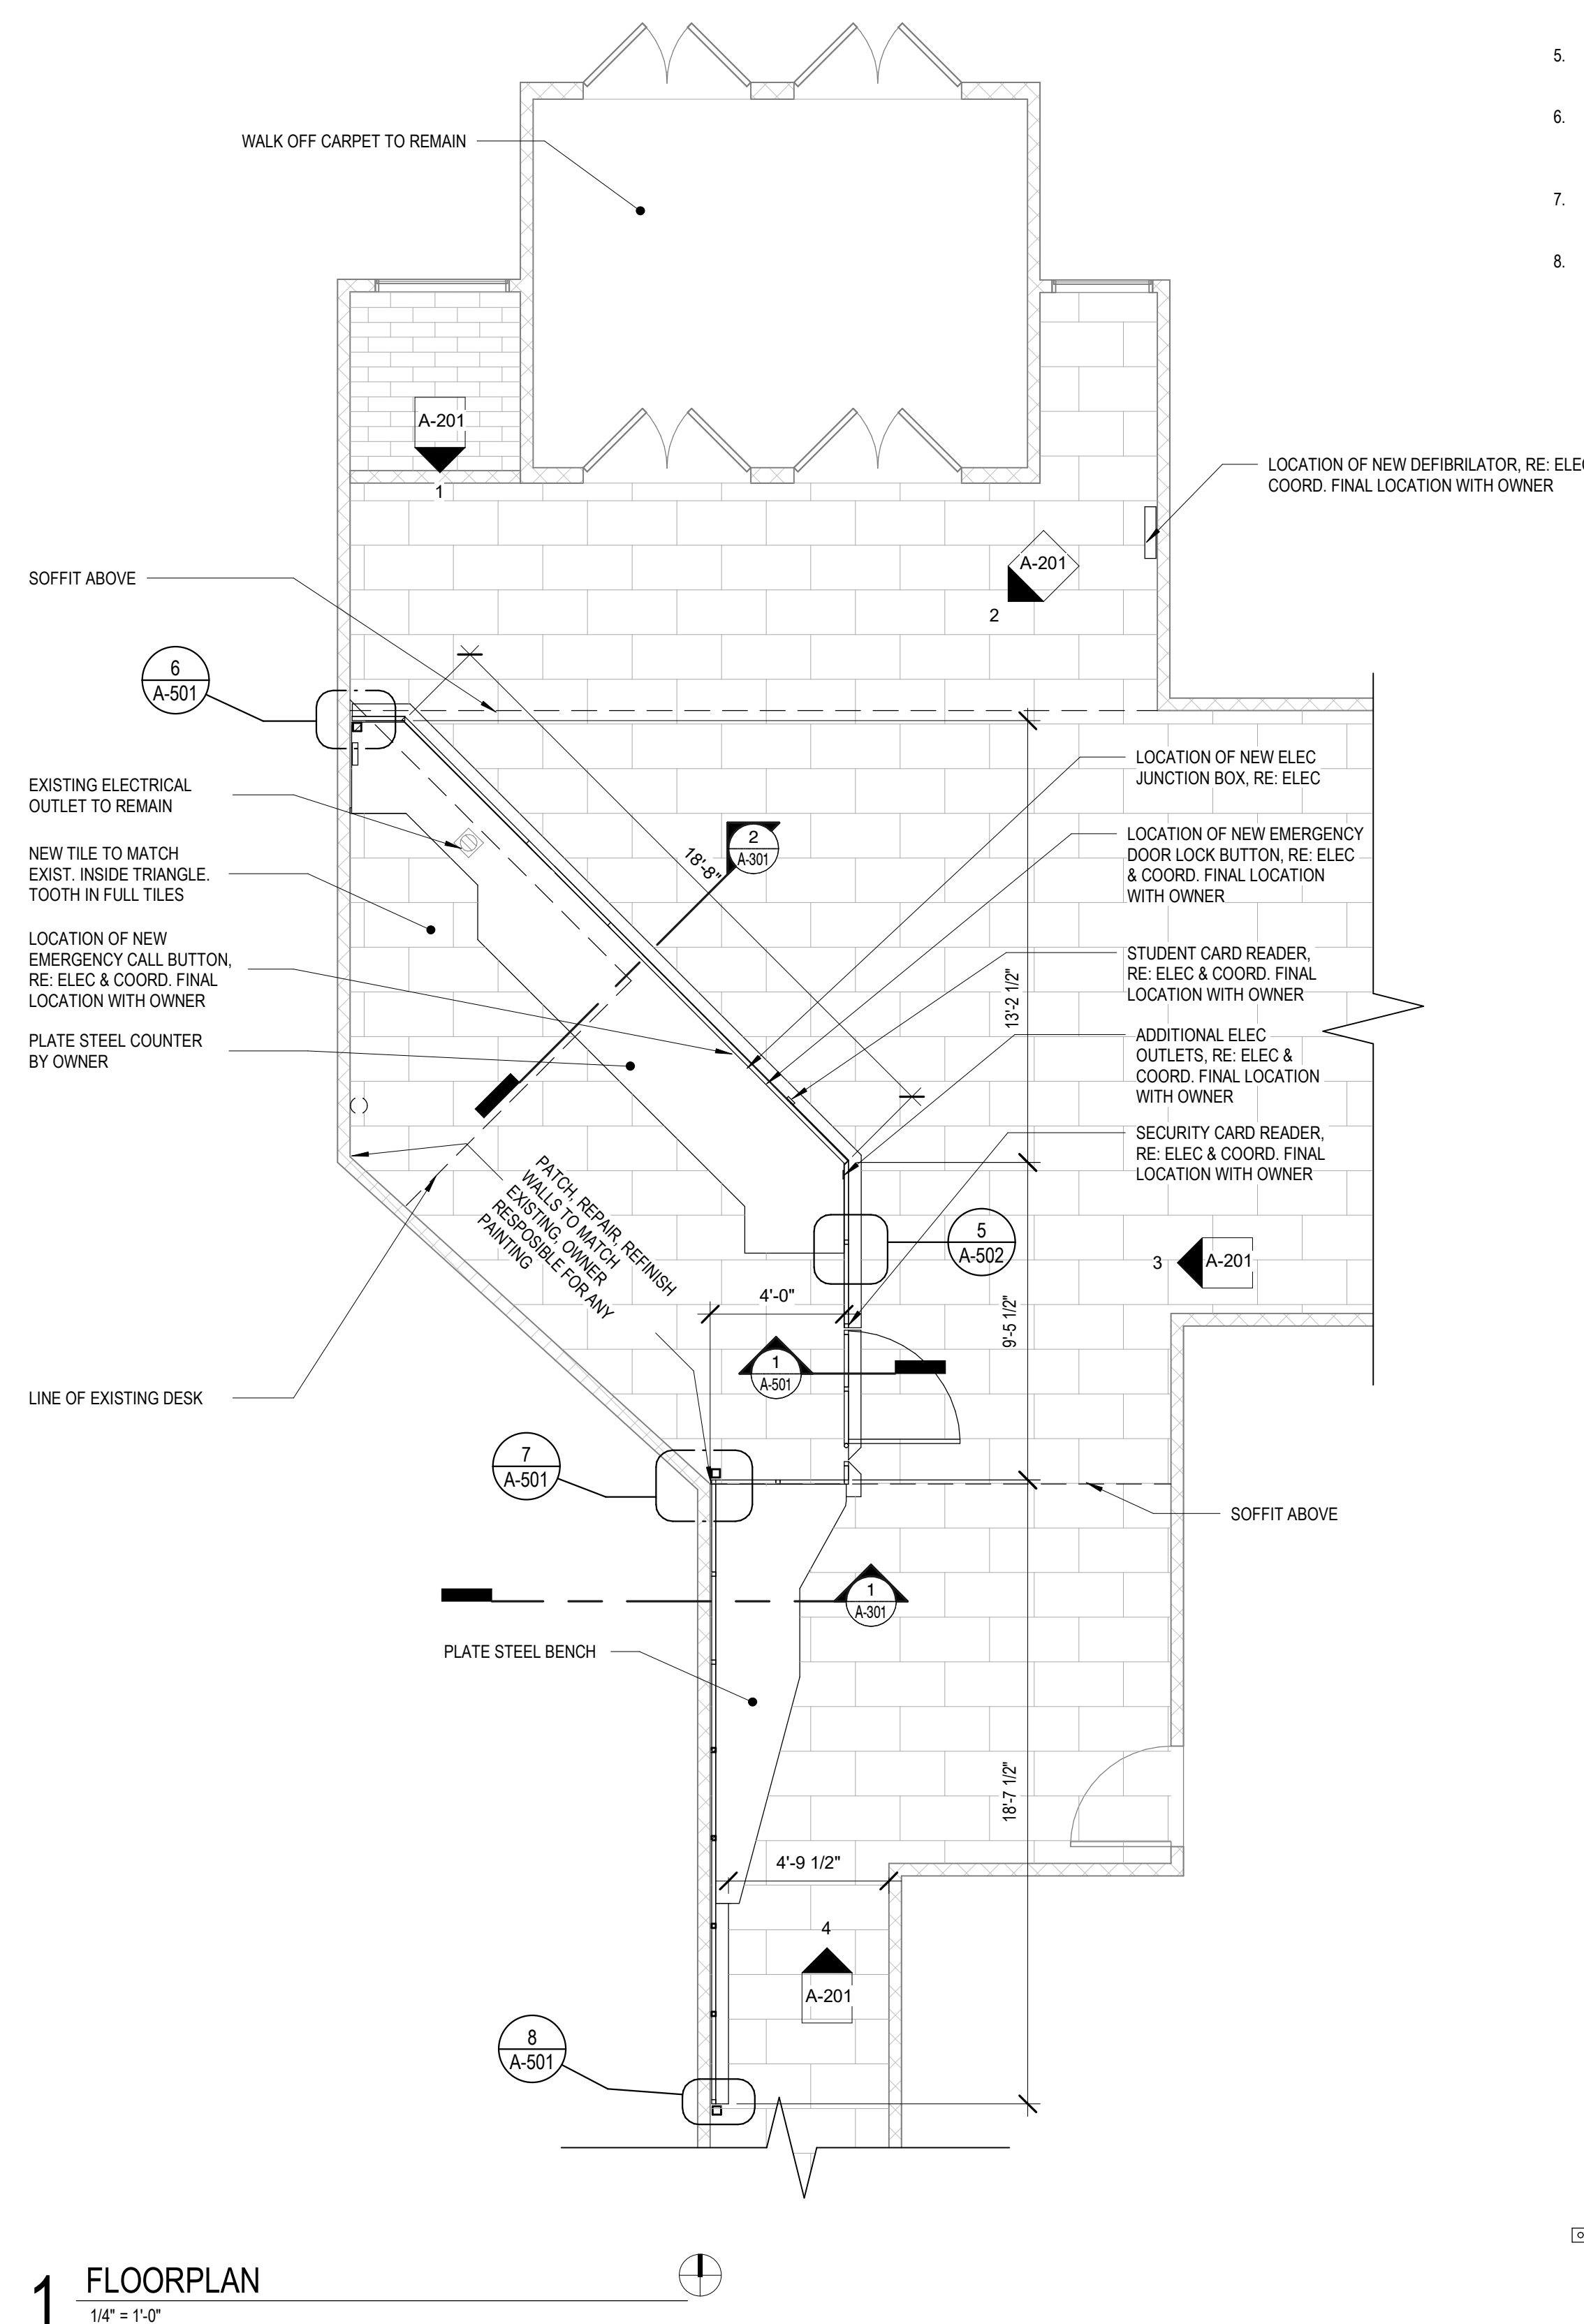 5.
6.
7.
8.
WALK OFF CARPET TO REMAIN
A-201
1
LOCATION OF NEW DEFIBRILATOR, RE:
COORD. FINAL LOCATION WITH OWNER
A-201
2
SOFFIT ABOVE
6
A-501
EXISTING ELECTRICAL
OUTLET TO REMAIN
NEW TILE TO MATCH
EXIST. INSIDE TRIANGLE.
TOOTH IN FULL TILES
LOCATION OF NEW
EMERGENCY CALL BUTTON,
RE: ELEC & COORD. FINAL
LOCATION WITH OWNER
PLATE STEEL COUNTER
BY OWNER
18'-8"
2
A-301
LOCATION OF NEW ELEC
JUNCTION BOX, RE: ELEC
LOCATION OF NEW EMERGENCY
DOOR LOCK BUTTON, RE: ELEC
& COORD. FINAL LOCATION
WITH OWNER
STUDENT CARD READER,
RE: ELEC & COORD. FINAL
LOCATION WITH OWNER
13'-2 1/2"
ADDITIONAL ELEC
OUTLETS, RE: ELEC &
COORD. FINAL LOCATION
WITH OWNER
SECURITY CARD READER,
RE: ELEC & COORD. FINAL
LOCATION WITH OWNER
PATCH, REPAIR, REFINISH
WALLS TO MATCH
EXISTING, OWNER
RESPOSIBLE FOR ANY
PAINTING
5
A-502
3
A-201
4'-0"
9'-5 1/2"
1
A-501
LINE OF EXISTING DESK
7
A-501
SOFFIT ABOVE
1
A-301
PLATE STEEL BENCH
18'-7 1/2"
4'-9 1/2"
4
A-201
8
A-501
1
FLOORPLAN
1/4" = 1'-0"